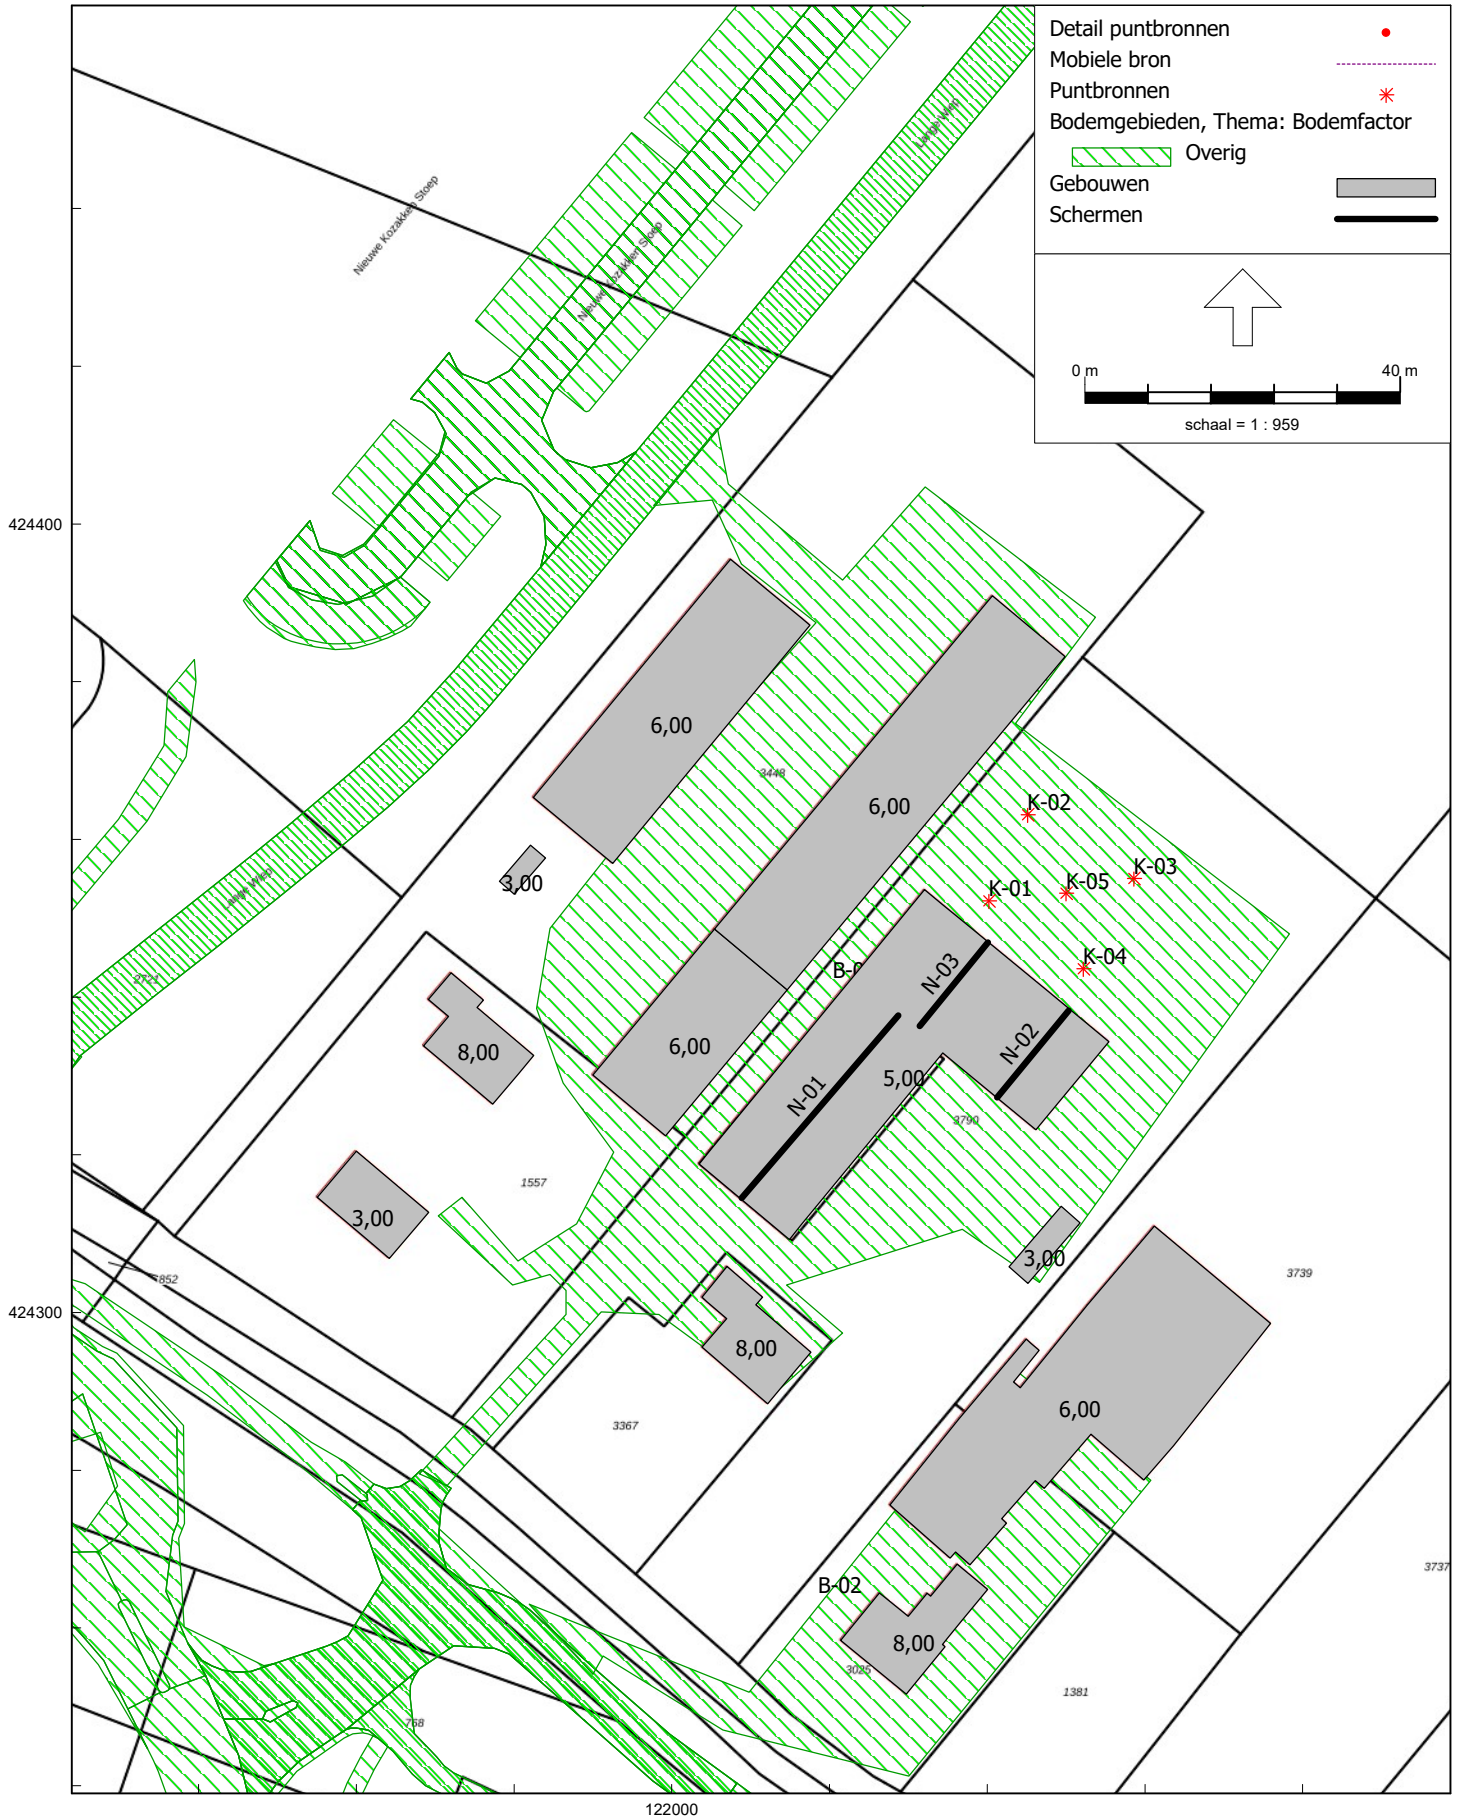 Detail puntbronnen
Mobiele bron
Puntbronnen
Bodemgebieden, Thema: Bodemfactor
Overig
Gebouwen
Schermen
0 m
40 m
schaal = 1 : 959
Lange Wiep
Nieuwe Kozakken Stoep
Nieuwe Kozakken Stoep
424400
6,00
3448
6,00
K-02
K-03
K-05
K-01
3,00
Lange Wiep
K-04
B-0
N-03
2721
6,00
8,00
N-02
5,00
N-01
3790
1557
3,00
3,00
3739
852
424300
8,00
6,00
3367
3737
B-02
8,00
3025
1381
768
122000